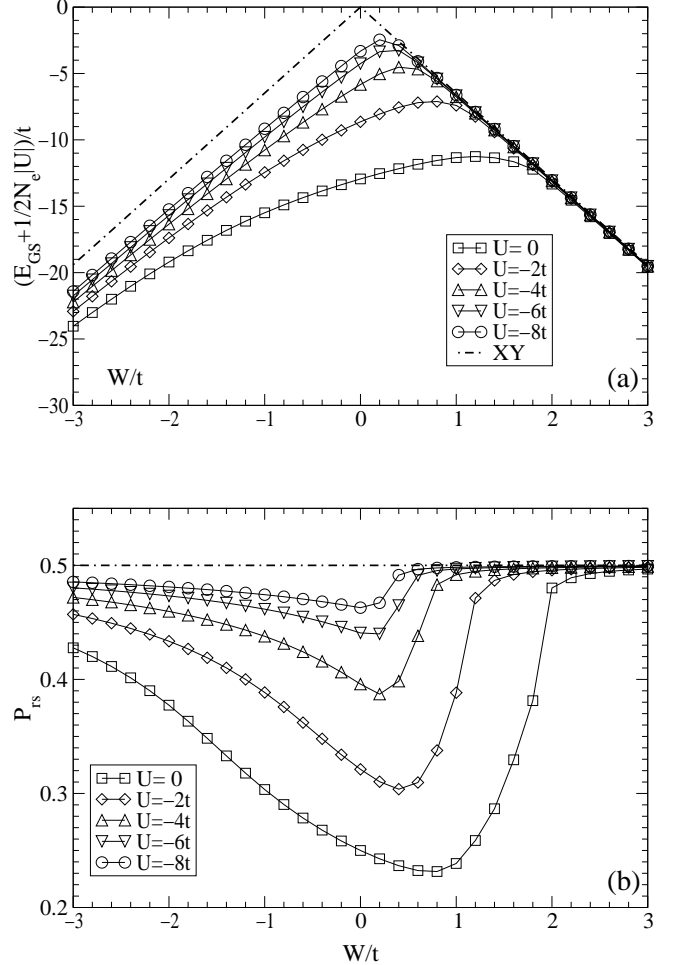 0
−5
−10
−15
−20
−25
−30
(E_GS+1/2N_e|U|)/t
−3 −2 −1 0 1 2 3
W/t
U= 0
U=−2t
U=−4t
U=−6t
U=−8t
XY
(a)
0.5
0.4
0.3
0.2
P_rs
U= 0
U=−2t
U=−4t
U=−6t
U=−8t
(b)
−3 −2 −1 0 1 2 3
W/t